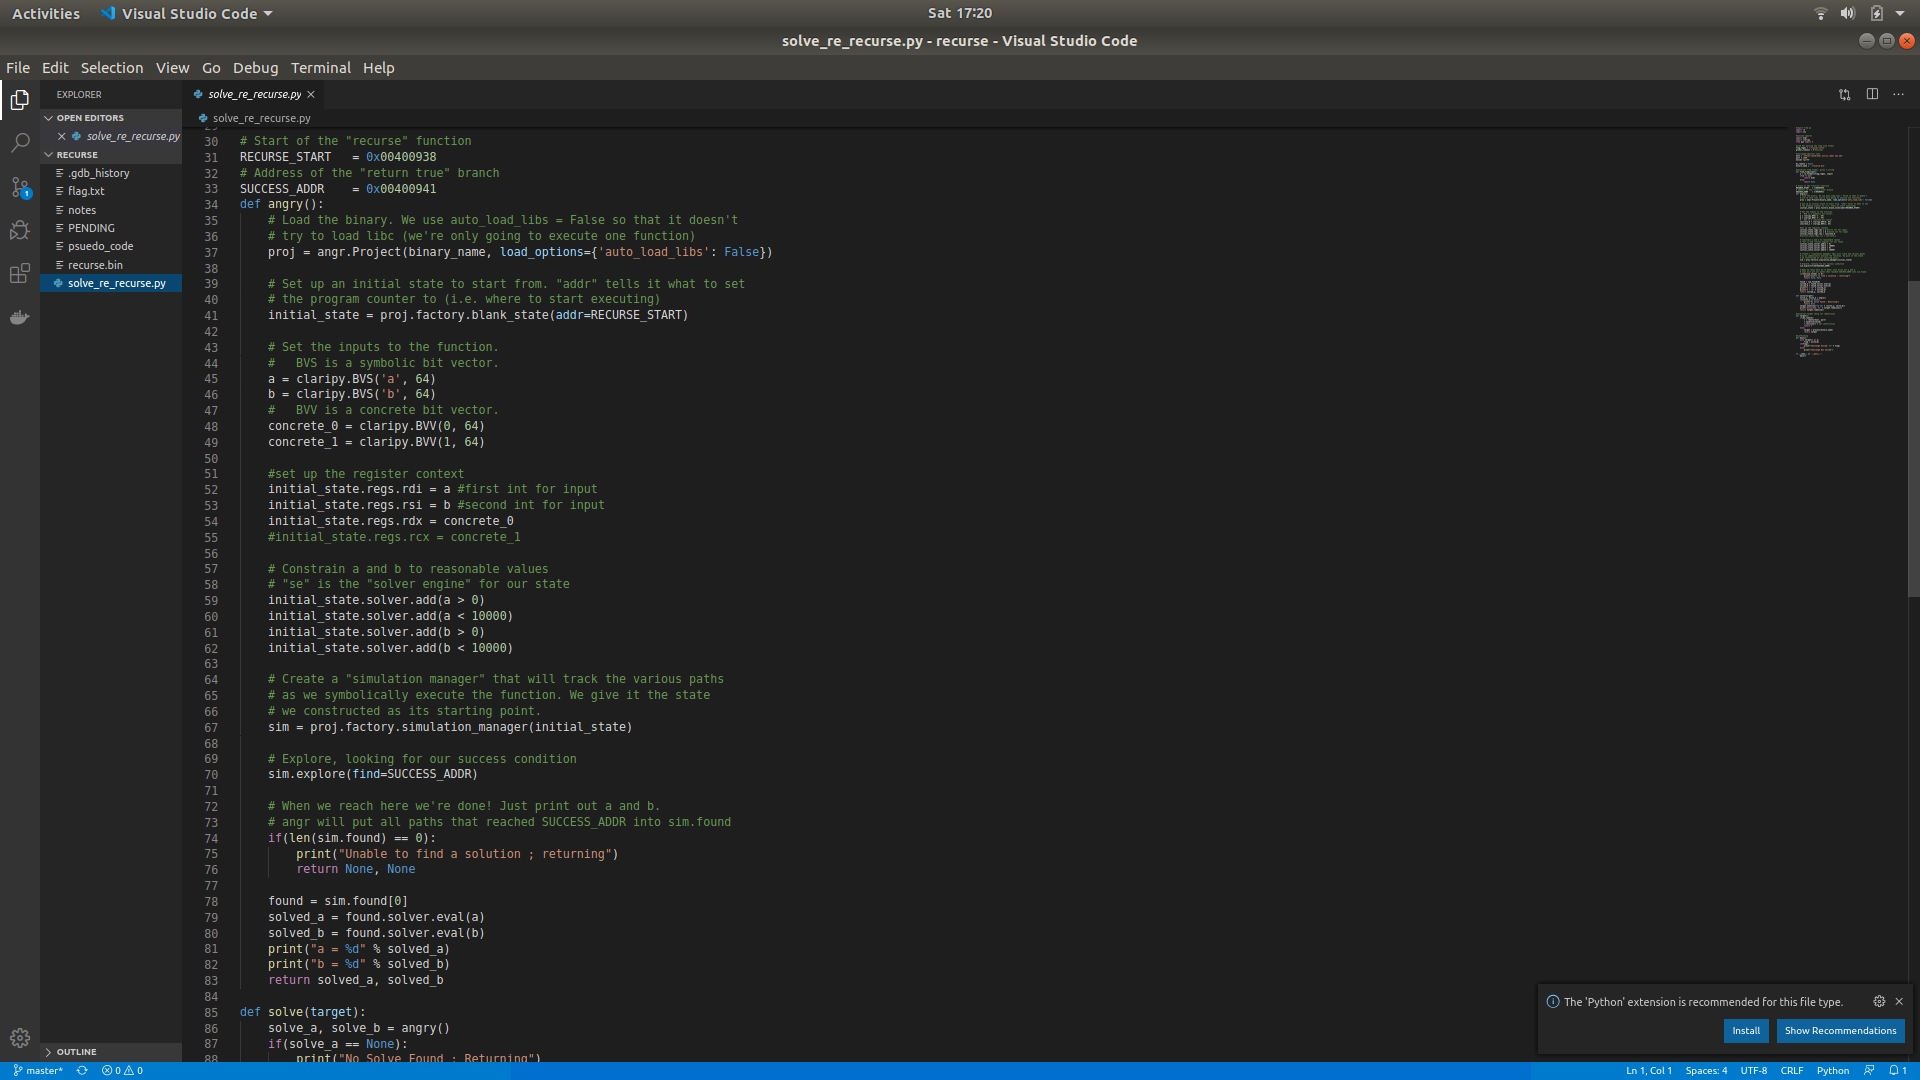 Activities
Visual Studio Code
Sat 17:20
solve_re_recurse.py - recurse - Visual Studio Code
File Edit Selection View Go Debug Terminal Help
EXPLORER
OPEN EDITORS
solve_re_recurse.py
RECURSE
.gdb_history
flag.txt
notes
PENDING
psuedo_code
recurse.bin
solve_re_recurse.py
OUTLINE
1
solve_re_recurse.py
solve_re_recurse.py
30 # Start of the "recurse" function
31 RECURSE_START   = 0x00400938
32 # Address of the "return true" branch
33 SUCCESS_ADDR    = 0x00400941
34 def angry():
35     # Load the binary. We use auto_load_libs = False so that it doesn't
36     # try to load libc (we're only going to execute one function)
37     proj = angr.Project(binary_name, load_options={'auto_load_libs': False})
38
39     # Set up an initial state to start from. "addr" tells it what to set
40     # the program counter to (i.e. where to start executing)
41     initial_state = proj.factory.blank_state(addr=RECURSE_START)
42
43     # Set the inputs to the function.
44     #   BVS is a symbolic bit vector.
45     a = claripy.BVS('a', 64)
46     b = claripy.BVS('b', 64)
47     #   BVV is a concrete bit vector.
48     concrete_0 = claripy.BVV(0, 64)
49     concrete_1 = claripy.BVV(1, 64)
50
51     #set up the register context
52     initial_state.regs.rdi = a #first int for input
53     initial_state.regs.rsi = b #second int for input
54     initial_state.regs.rdx = concrete_0
55     #initial_state.regs.rcx = concrete_1
56
57     # Constrain a and b to reasonable values
58     # "se" is the "solver engine" for our state
59     initial_state.solver.add(a > 0)
60     initial_state.solver.add(a < 10000)
61     initial_state.solver.add(b > 0)
62     initial_state.solver.add(b < 10000)
63
64     # Create a "simulation manager" that will track the various paths
65     # as we symbolically execute the function. We give it the state
66     # we constructed as its starting point.
67     sim = proj.factory.simulation_manager(initial_state)
68
69     # Explore, looking for our success condition
70     sim.explore(find=SUCCESS_ADDR)
71
72     # When we reach here we're done! Just print out a and b.
73     # angr will put all paths that reached SUCCESS_ADDR into sim.found
74     if(len(sim.found) == 0):
75         print("Unable to find a solution ; returning")
76         return None, None
77
78     found = sim.found[0]
79     solved_a = found.solver.eval(a)
80     solved_b = found.solver.eval(b)
81     print("a = %d" % solved_a)
82     print("b = %d" % solved_b)
83     return solved_a, solved_b
84
85 def solve(target):
86     solve_a, solve_b = angry()
87     if(solve_a == None):
88         print("No Solve Found ; Returning")
The 'Python' extension is recommended for this file type.
Install
Show Recommendations
master*
0
0
Ln 1, Col 1
Spaces: 4
UTF-8
CRLF
Python
1